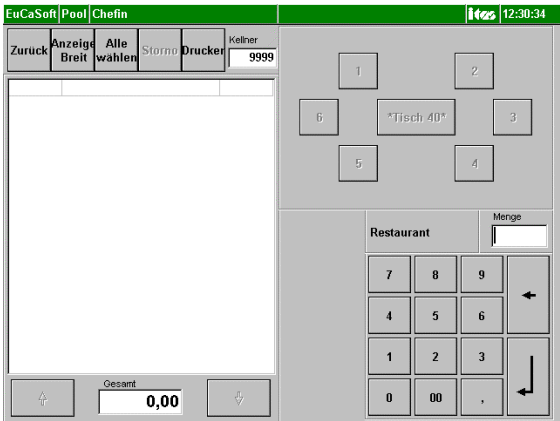 EuCaSoft Pool Chefin itos 12:30:34
Zurück
Anzeige
Breit
Alle
wählen
Storno
Drucker
Kellner
9999
1
2
6
*Tisch 40*
3
5
4
Restaurant
Menge
7 8 9
4 5 6
1 2 3
0 00 ,
Gesamt
0,00